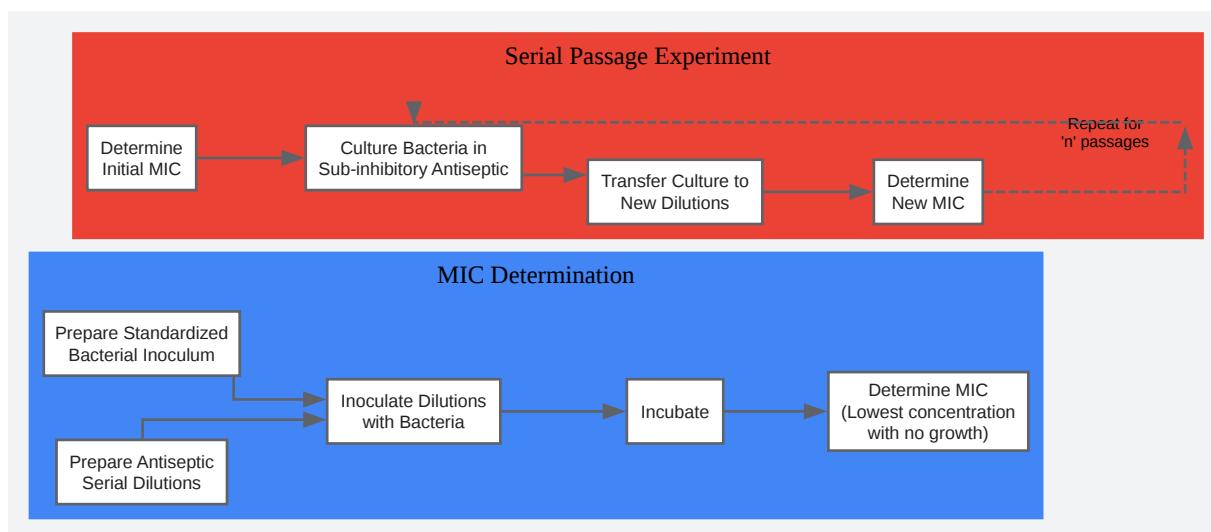 Serial Passage Experiment
Determine
Initial MIC
Culture Bacteria in
Sub-inhibitory Antiseptic
Transfer Culture to
New Dilutions
Determine
New MIC
Repeat for
'n' passages
MIC Determination
Prepare Standardized
Bacterial Inoculum
Prepare Antiseptic
Serial Dilutions
Inoculate Dilutions
with Bacteria
Incubate
Determine MIC
(Lowest concentration
with no growth)